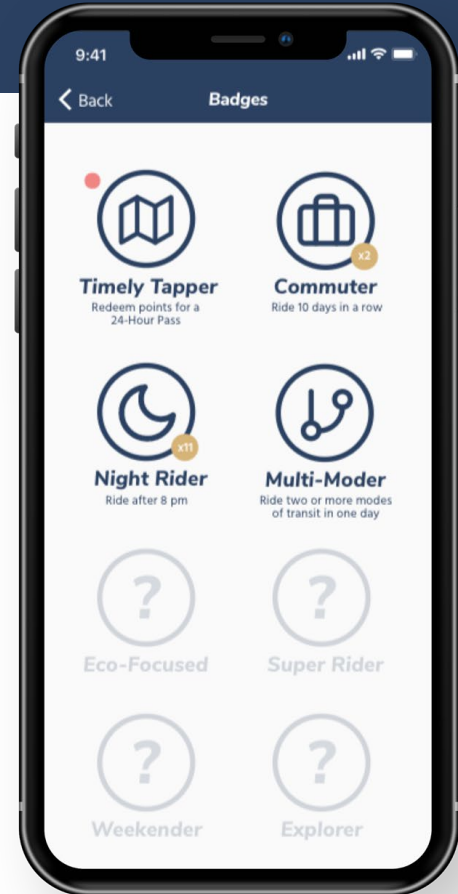 9:41
Back
Badges
Timely Tapper
Redeem points for a
24-Hour Pass
x2
Commuter
Ride 10 days in a row
x11
Night Rider
Ride after 8 pm
Multi-Moder
Ride two or more modes
of transit in one day
?
Eco-Focused
?
Super Rider
?
Weekender
?
Explorer